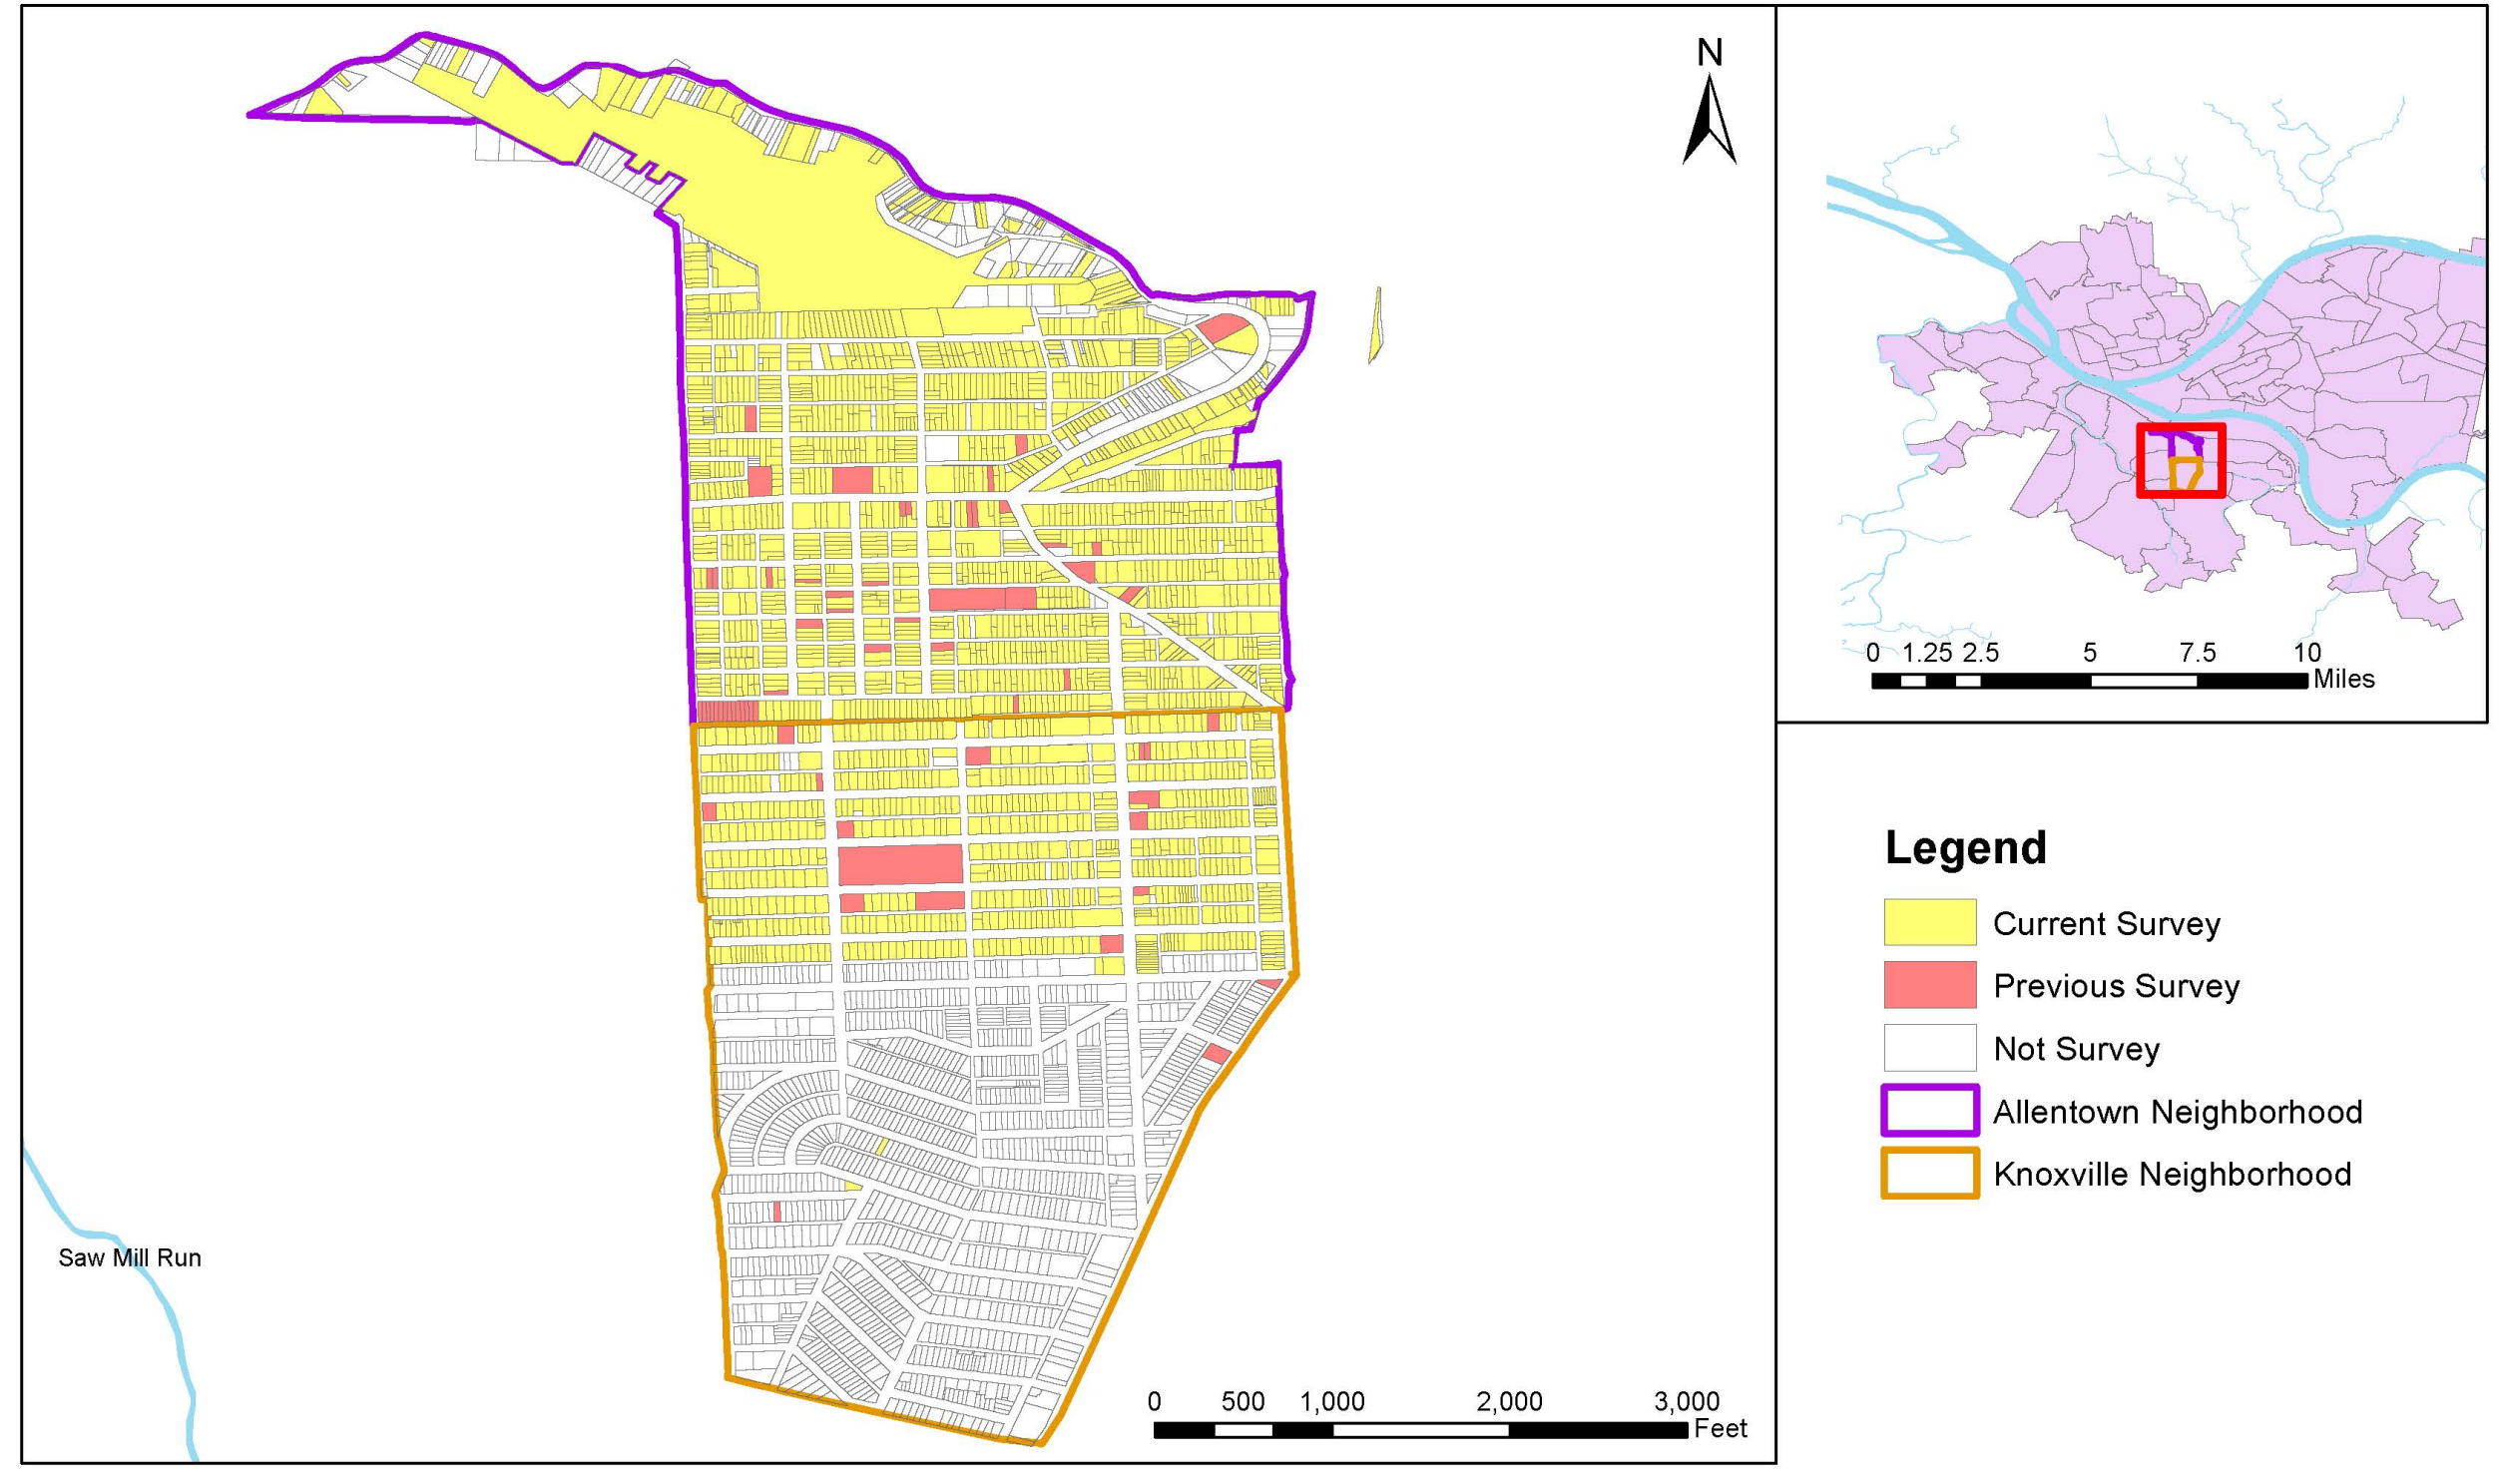 N
Saw Mill Run
0 500 1,000 2,000 3,000
Feet
0 1.25 2.5 5 7.5 10
Miles
Legend
Current Survey
Previous Survey
Not Survey
Allentown Neighborhood
Knoxville Neighborhood